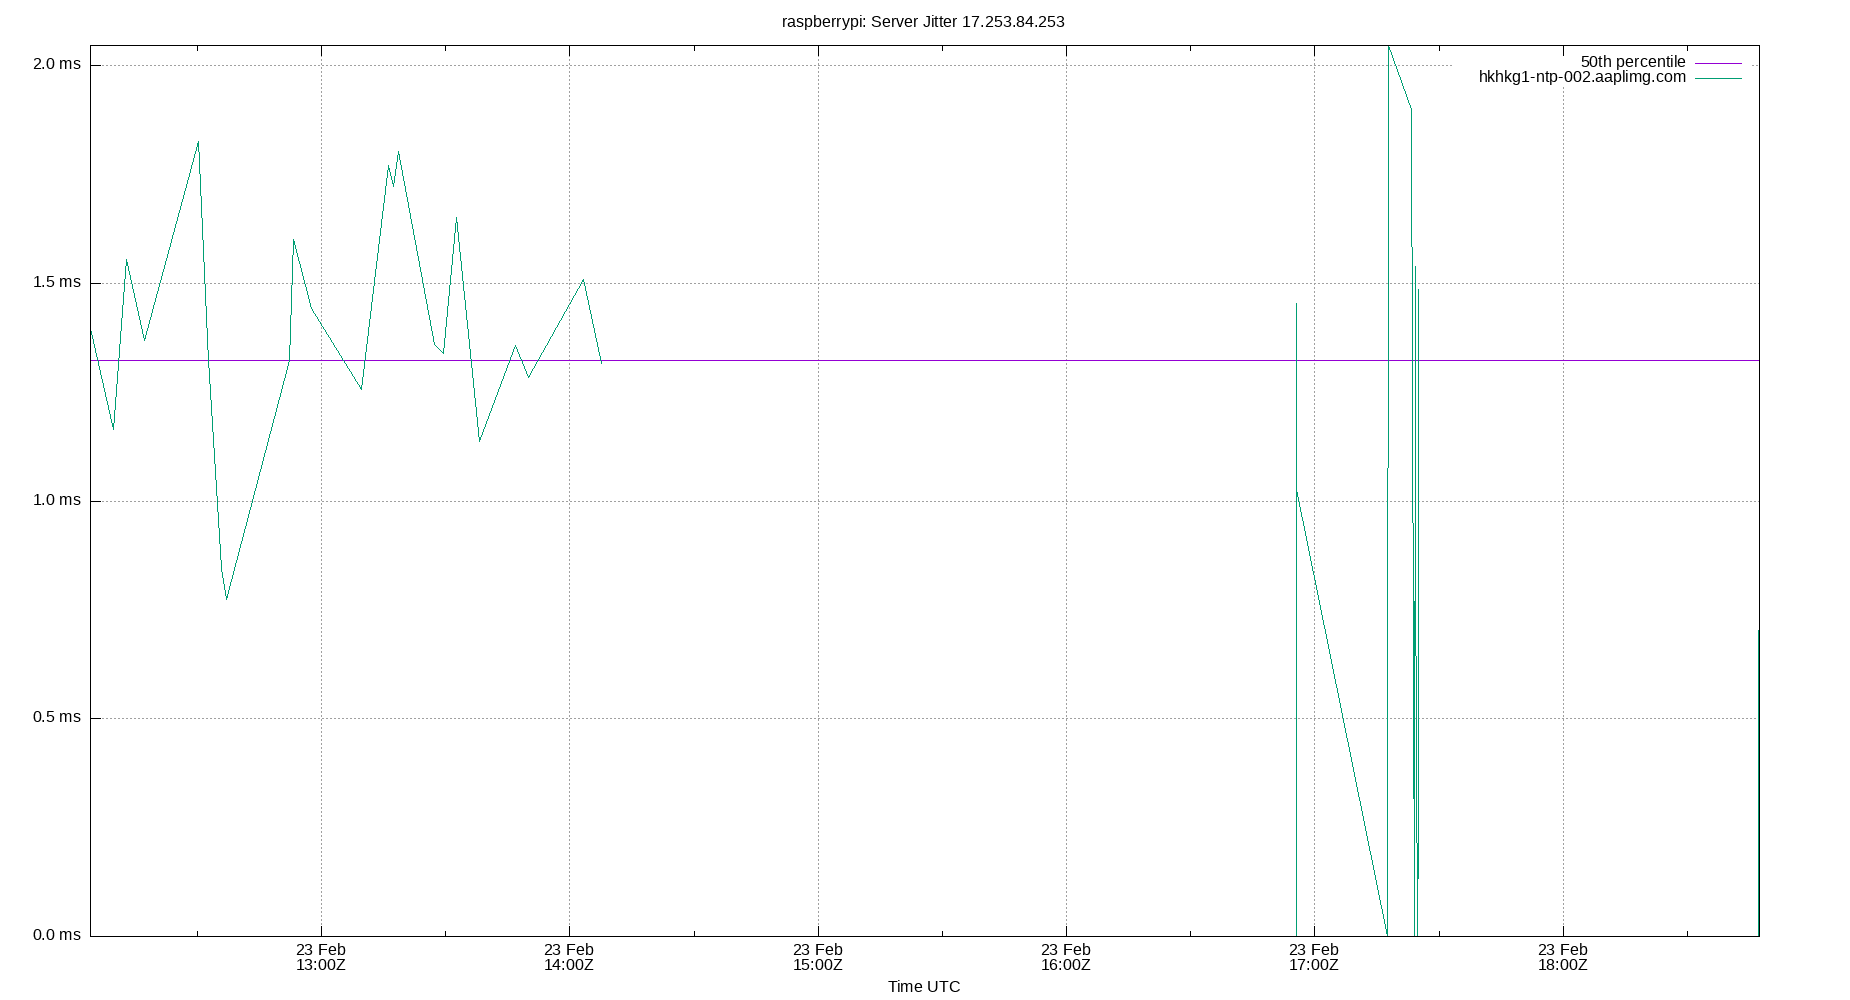 raspberrypi: Server Jitter 17.253.84.253
50th percentile
hkhkg1-ntp-002.aaplimg.com
2.0 ms
1.5 ms
1.0 ms
0.5 ms
0.0 ms
23 Feb 23 Feb 23 Feb 23 Feb 23 Feb 23 Feb
13:00Z 14:00Z 15:00Z 16:00Z 17:00Z 18:00Z
Time UTC